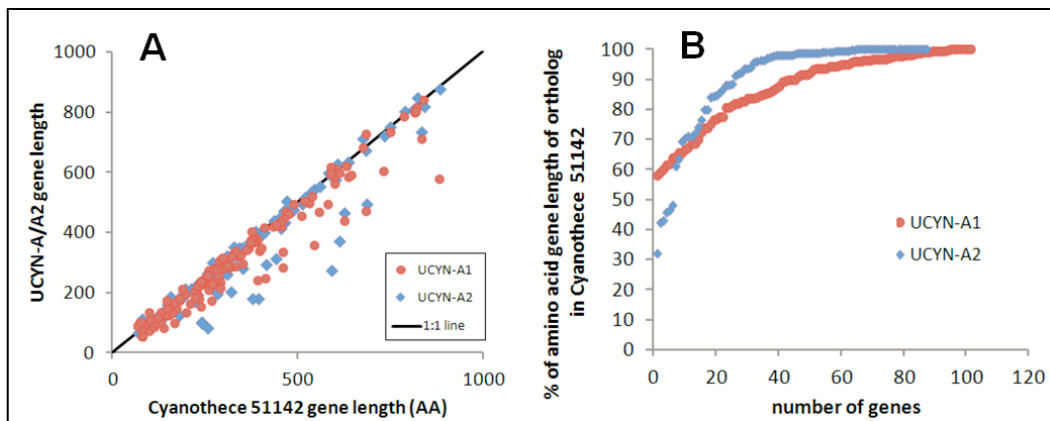 A
UCYN-A/A2 gene length
1000
800
600
400
200
0
0
500
1000
Cyanothece 51142 gene length (AA)
UCYN-A1
UCYN-A2
1:1 line
B
% of amino acid gene length of ortholog
in Cyanothece 51142
100
90
80
70
60
50
40
30
20
10
0
0
20
40
60
80
100
120
number of genes
UCYN-A1
UCYN-A2